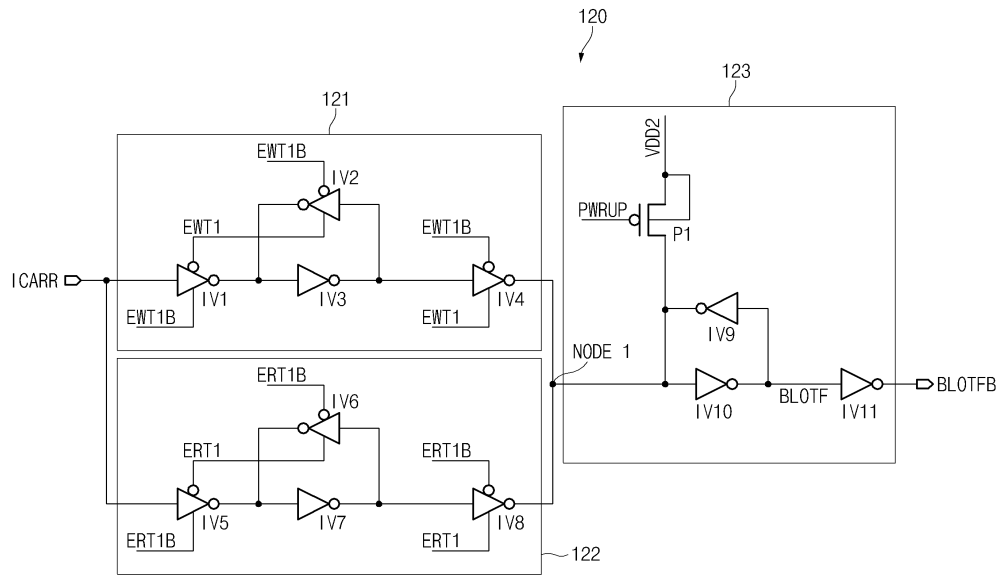 120
121
123
EWT1B
IV2
EWT1
EWT1B
ICARR
IV1
IV3
IV4
EWT1B
EWT1
VDD2
PWRUP
P1
IV9
NODE 1
IV10
BLOTF
IV11
BLOTFB
ERT1B
IV6
ERT1
ERT1B
IV5
IV7
IV8
ERT1B
ERT1
122